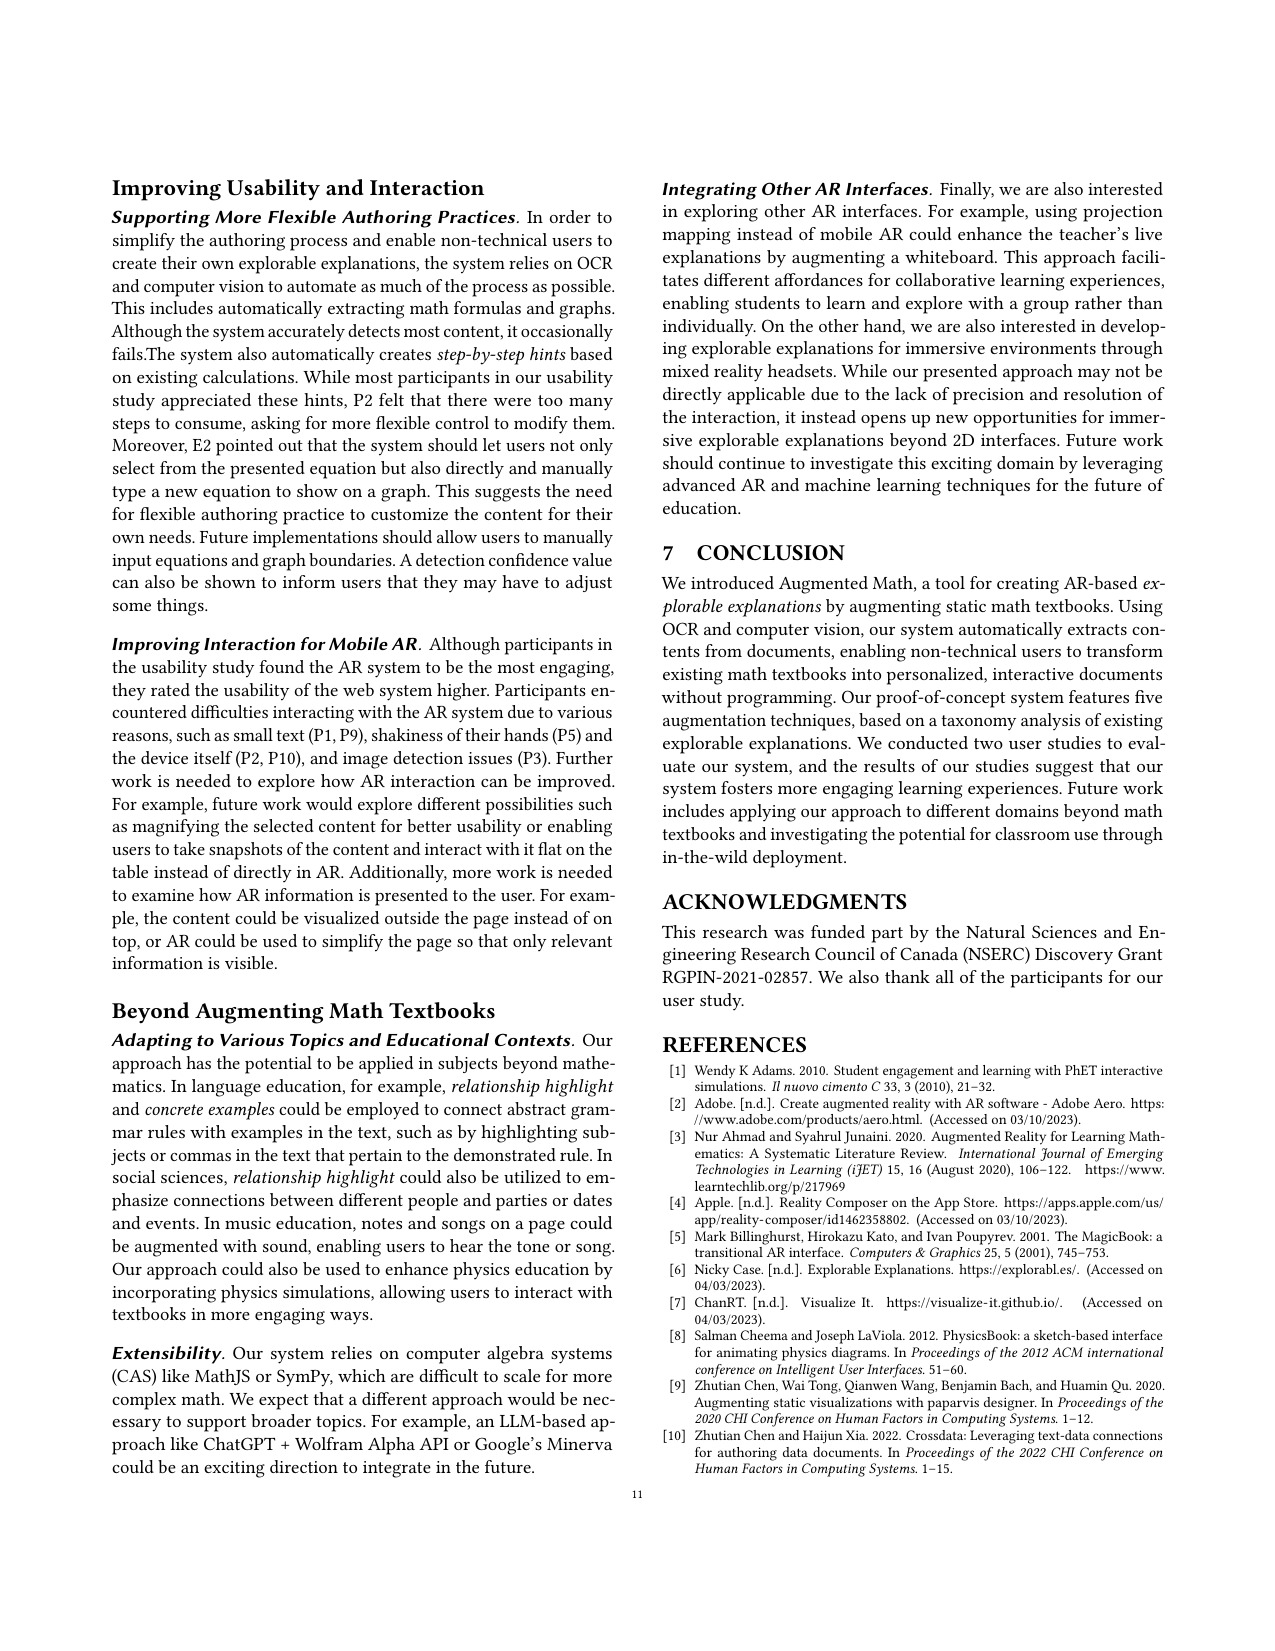 Improving Usability and Interaction
Supporting More Flexible Authoring Practices. In order to
simplify the authoring process and enable non-technical users to
create their own explorable explanations, the system relies on OCR
and computer vision to automate as much of the process as possible.
This includes automatically extracting math formulas and graphs.
Although the system accurately detects most content, it occasionally
fails.The system also automatically creates step-by-step hints based
on existing calculations. While most participants in our usability
study appreciated these hints, P2 felt that there were too many
steps to consume, asking for more flexible control to modify them.
Moreover, E2 pointed out that the system should let users not only
select from the presented equation but also directly and manually
type a new equation to show on a graph. This suggests the need
for flexible authoring practice to customize the content for their
own needs. Future implementations should allow users to manually
input equations and graph boundaries. A detection confidence value
can also be shown to inform users that they may have to adjust
some things.
Improving Interaction for Mobile AR. Although participants in
the usability study found the AR system to be the most engaging,
they rated the usability of the web system higher. Participants en-
countered difficulties interacting with the AR system due to various
reasons, such as small text (P1, P9), shakiness of their hands (P5) and
the device itself (P2, P10), and image detection issues (P3). Further
work is needed to explore how AR interaction can be improved.
For example, future work would explore different possibilities such
as magnifying the selected content for better usability or enabling
users to take snapshots of the content and interact with it flat on the
table instead of directly in AR. Additionally, more work is needed
to examine how AR information is presented to the user. For exam-
ple, the content could be visualized outside the page instead of on
top, or AR could be used to simplify the page so that only relevant
information is visible.
Beyond Augmenting Math Textbooks
Adapting to Various Topics and Educational Contexts. Our
approach has the potential to be applied in subjects beyond mathe-
matics. In language education, for example, relationship highlight
and concrete examples could be employed to connect abstract gram-
mar rules with examples in the text, such as by highlighting sub-
jects or commas in the text that pertain to the demonstrated rule. In
social sciences, relationship highlight could also be utilized to em-
phasize connections between different people and parties or dates
and events. In music education, notes and songs on a page could
be augmented with sound, enabling users to hear the tone or song.
Our approach could also be used to enhance physics education by
incorporating physics simulations, allowing users to interact with
textbooks in more engaging ways.
Extensibility. Our system relies on computer algebra systems
(CAS) like MathJS or SymPy, which are difficult to scale for more
complex math. We expect that a different approach would be nec-
essary to support broader topics. For example, an LLM-based ap-
proach like ChatGPT + Wolfram Alpha API or Google's Minerva
could be an exciting direction to integrate in the future.
Integrating Other AR Interfaces. Finally, we are also interested
in exploring other AR interfaces. For example, using projection
mapping instead of mobile AR could enhance the teacher's live
explanations by augmenting a whiteboard. This approach facili-
tates different affordances for collaborative learning experiences,
enabling students to learn and explore with a group rather than
individually. On the other hand, we are also interested in develop-
ing explorable explanations for immersive environments through
mixed reality headsets. While our presented approach may not be
directly applicable due to the lack of precision and resolution of
the interaction, it instead opens up new opportunities for immer-
sive explorable explanations beyond 2D interfaces. Future work
should continue to investigate this exciting domain by leveraging
advanced AR and machine learning techniques for the future of
education.
7 CONCLUSION
We introduced Augmented Math, a tool for creating AR-based ex-
plorable explanations by augmenting static math textbooks. Using
OCR and computer vision, our system automatically extracts con-
tents from documents, enabling non-technical users to transform
existing math textbooks into personalized, interactive documents
without programming. Our proof-of-concept system features five
augmentation techniques, based on a taxonomy analysis of existing
explorable explanations. We conducted two user studies to eval-
uate our system, and the results of our studies suggest that our
system fosters more engaging learning experiences. Future work
includes applying our approach to different domains beyond math
textbooks and investigating the potential for classroom use through
in-the-wild deployment.
ACKNOWLEDGMENTS
This research was funded part by the Natural Sciences and En-
gineering Research Council of Canada (NSERC) Discovery Grant
RGPIN-2021-02857. We also thank all of the participants for our
user study.
REFERENCES
[1] Wendy K Adams. 2010. Student engagement and learning with PhET interactive
simulations. Il nuovo cimento C 33, 3 (2010), 21–32.
[2] Adobe. [n.d.]. Create augmented reality with AR software - Adobe Aero. https:
//www.adobe.com/products/aero.html. (Accessed on 03/10/2023).
[3] Nur Ahmad and Syahrul Junaini. 2020. Augmented Reality for Learning Math-
ematics: A Systematic Literature Review. International Journal of Emerging
Technologies in Learning (iJET) 15, 16 (August 2020), 106–122. https://www.
learntechlib.org/p/217969
[4] Apple. [n.d.]. Reality Composer on the App Store. https://apps.apple.com/us/
app/reality-composer/id1462358802. (Accessed on 03/10/2023).
[5] Mark Billinghurst, Hirokazu Kato, and Ivan Poupyrev. 2001. The MagicBook: a
transitional AR interface. Computers & Graphics 25, 5 (2001), 745–753.
[6] Nicky Case. [n.d.]. Explorable Explanations. https://explorabl.es/. (Accessed on
04/03/2023).
[7] ChanRT. [n.d.]. Visualize It. https://visualize-it.github.io/. (Accessed on
04/03/2023).
[8] Salman Cheema and Joseph LaViola. 2012. PhysicsBook: a sketch-based interface
for animating physics diagrams. In Proceedings of the 2012 ACM international
conference on Intelligent User Interfaces. 51–60.
[9] Zhutian Chen, Wai Tong, Qianwen Wang, Benjamin Bach, and Huamin Qu. 2020.
Augmenting static visualizations with paparvis designer. In Proceedings of the
2020 CHI Conference on Human Factors in Computing Systems. 1–12.
[10] Zhutian Chen and Haijun Xia. 2022. Crossdata: Leveraging text-data connections
for authoring data documents. In Proceedings of the 2022 CHI Conference on
Human Factors in Computing Systems. 1–15.
11